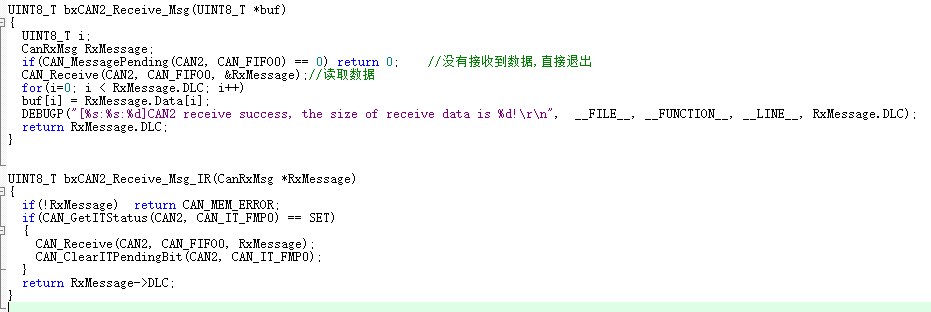 UINT8_T bxCAN2_Receive_Msg(UINT8_T *buf)
{
  UINT8_T i;
  CanRxMsg RxMessage;
  if(CAN_MessagePending(CAN2, CAN_FIFO0) == 0) return 0;    //没有接收到数据,直接退出
  CAN_Receive(CAN2, CAN_FIFO0, &RxMessage);//读取数据
  for(i=0; i < RxMessage.DLC; i++)
  buf[i] = RxMessage.Data[i];
  DEBUGP("[%s:%s:%d]CAN2 receive success, the size of receive data is %d!\r\n",  __FILE__, __FUNCTION__, __LINE__, RxMessage.DLC);
  return RxMessage.DLC;
}
UINT8_T bxCAN2_Receive_Msg_IR(CanRxMsg *RxMessage)
{
  if(!RxMessage)  return CAN_MEM_ERROR;
  if(CAN_GetITStatus(CAN2, CAN_IT_FMP0) == SET)
  {
    CAN_Receive(CAN2, CAN_FIFO0, RxMessage);
    CAN_ClearITPendingBit(CAN2, CAN_IT_FMP0);
  }
  return RxMessage->DLC;
}